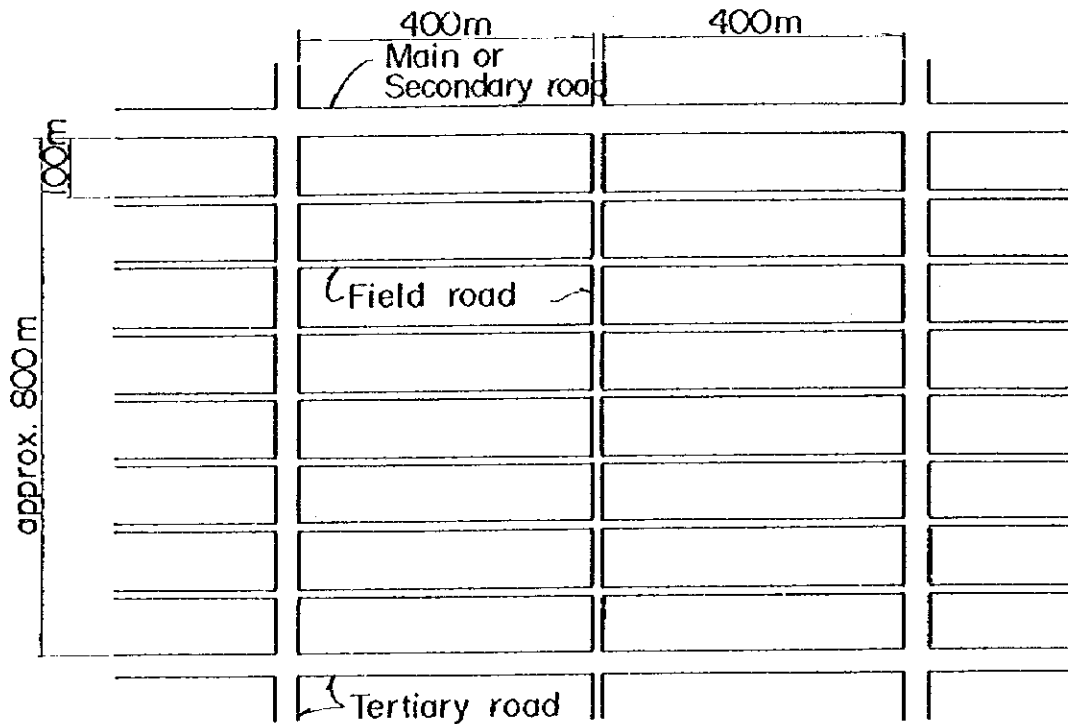 400m
400m
Main or
Secondary road
100m
Field road
approx. 800m
Tertiary road